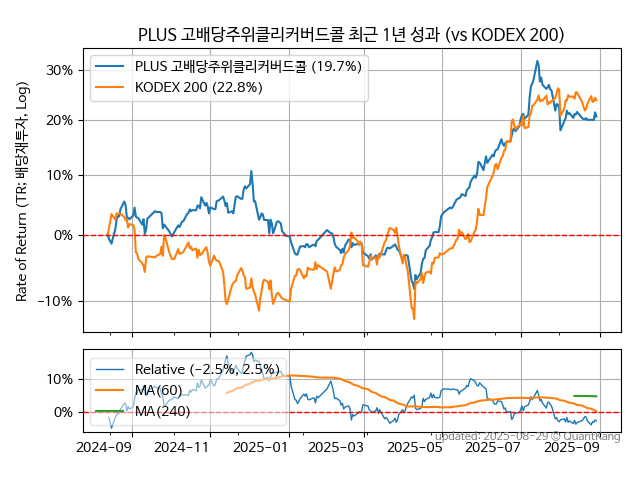 PLUS 고배당주위클리커버드콜 최근 1년 성과 (vs KODEX 200)
Rate of Return (TR: 배당재투자, Log)
PLUS 고배당주위클리커버드콜 (19.7%)
KODEX 200 (22.8%)
30%
20%
10%
0%
−10%
Relative (−2.5%, 2.5%)
MA(60)
MA(240)
10%
0%
2024−09
2024−11
2025−01
2025−03
2025−05
2025−07
2025−09
updated: 2025−08−29 © Quantkang